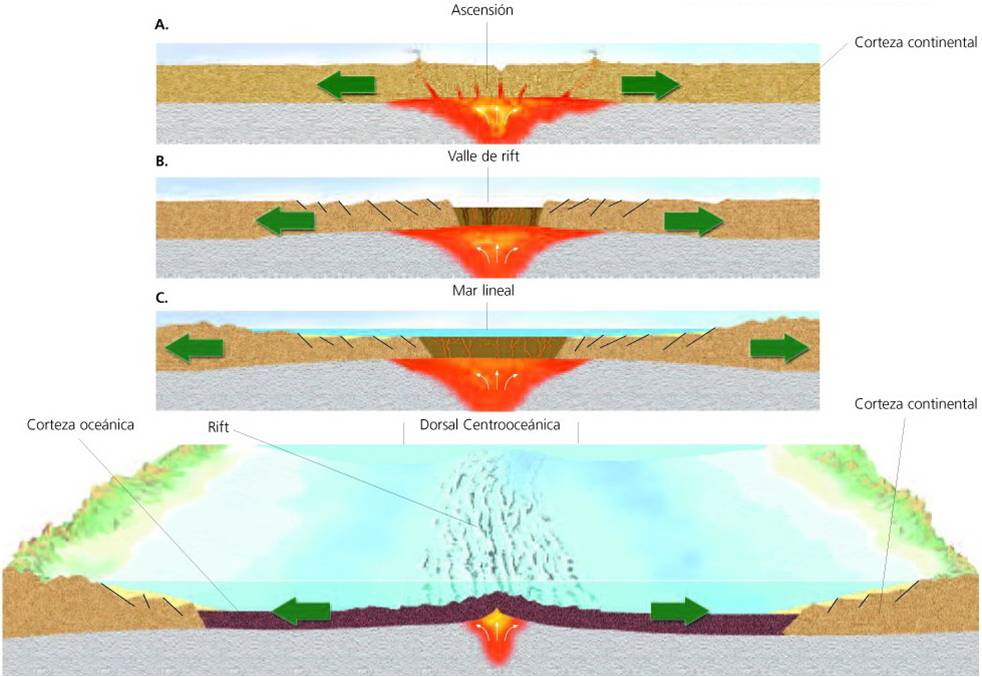 A.
Ascensión
Corteza continental
B.
Valle de rift
C.
Mar lineal
Corteza continental
Corteza oceánica
Rift
Dorsal Centrooceánica